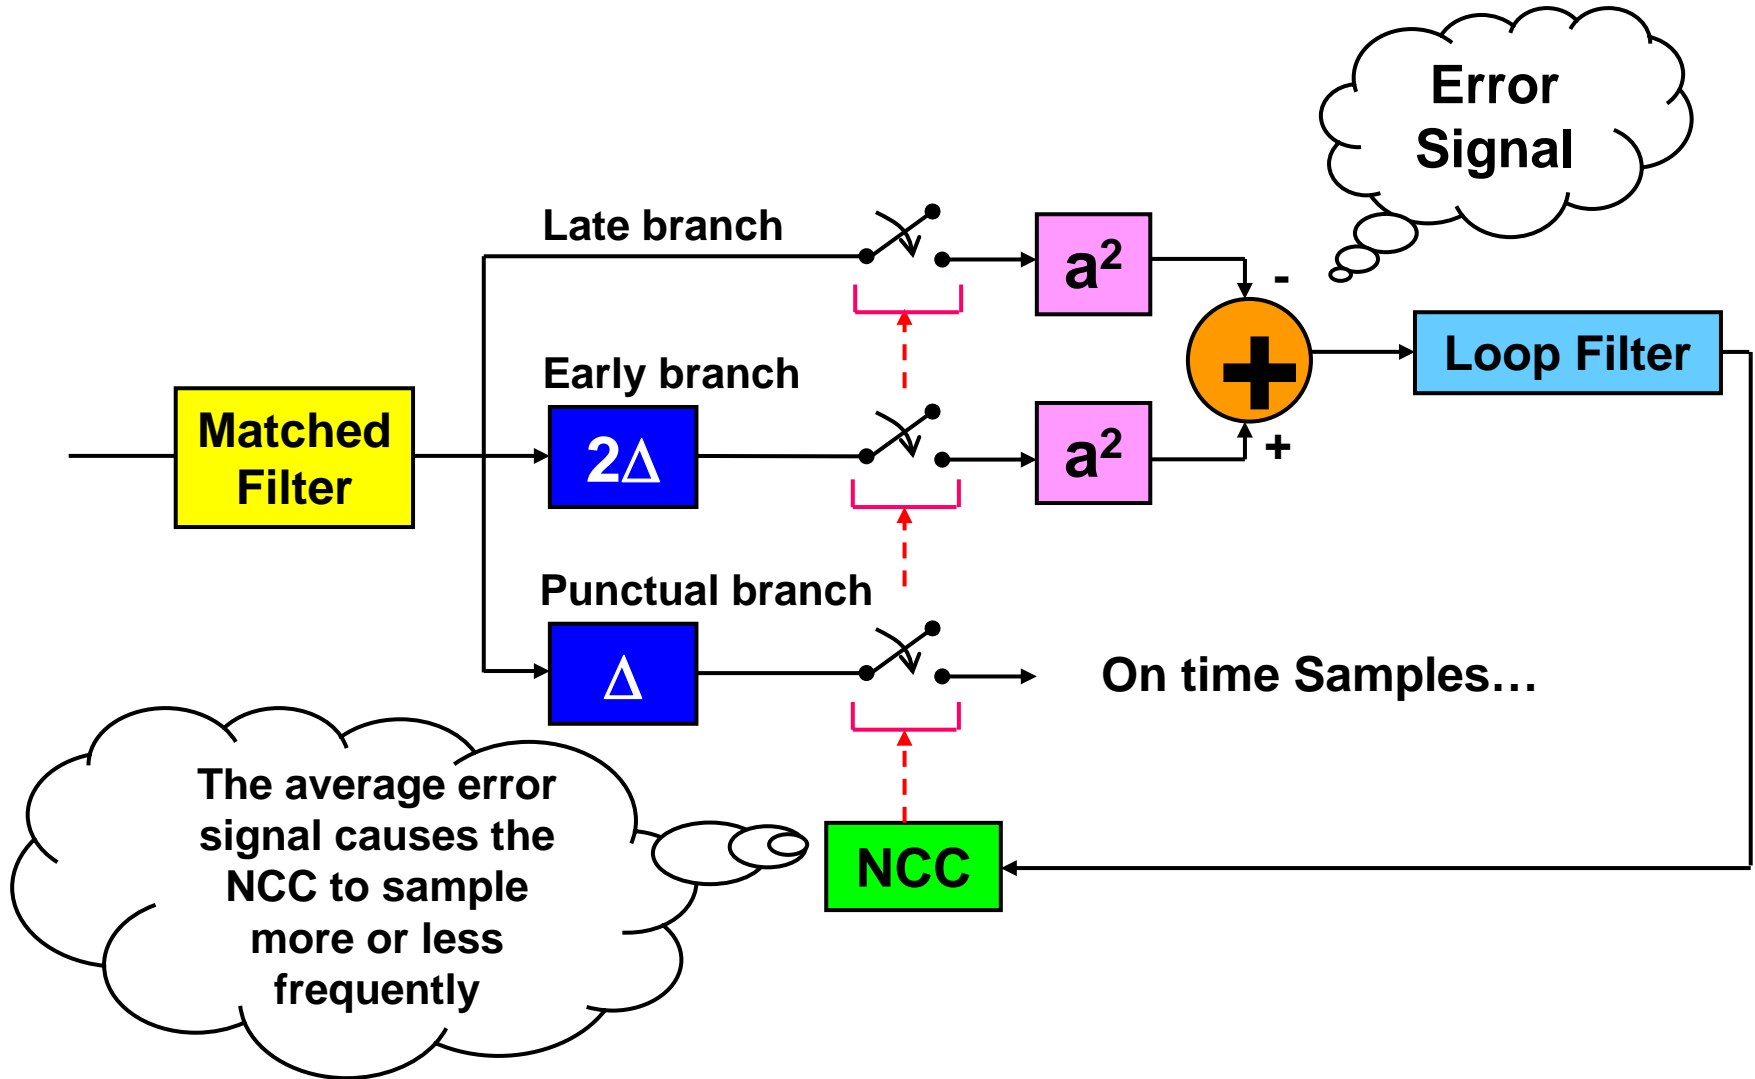 Error
Signal
Late branch
a²
-
Early branch
Matched
Filter
2Δ
a²
+
+
Loop Filter
Punctual branch
Δ
On time Samples…
The average error
signal causes the
NCC to sample
more or less
frequently
NCC